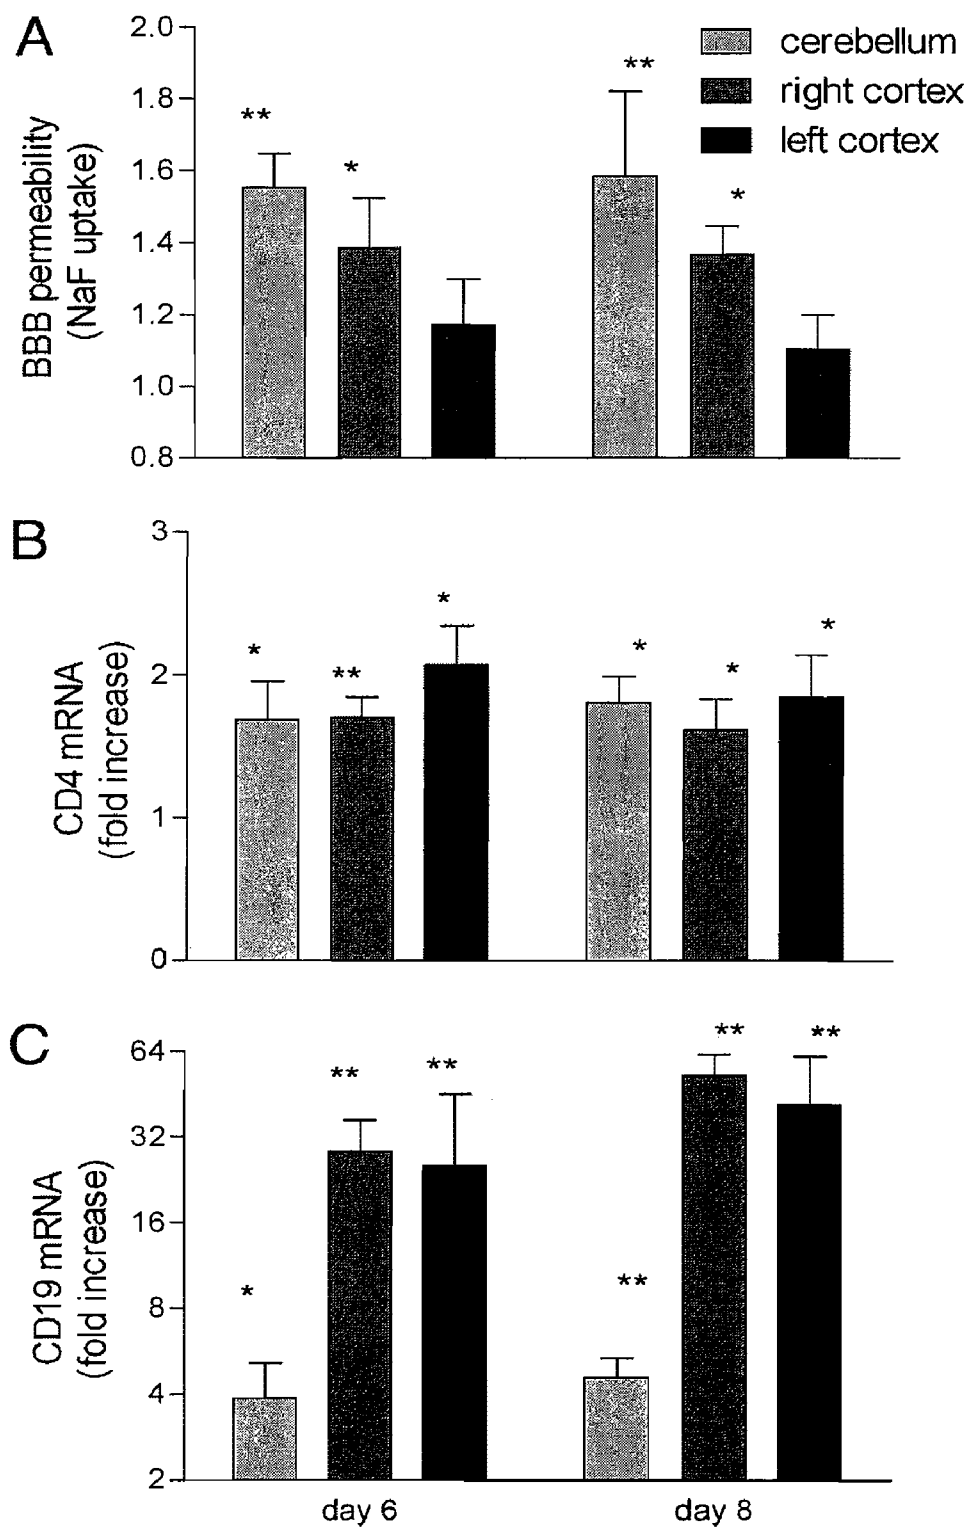 A
2.0
1.8
1.6
1.4
1.2
1.0
0.8
BBB permeability
(NaF uptake)
** * ** *
cerebellum
right cortex
left cortex
B
3
2
1
0
CD4 mRNA
(fold increase)
* ** * * * *
C
64
32
16
8
4
2
CD19 mRNA
(fold increase)
* ** ** ** ** **
day 6 day 8